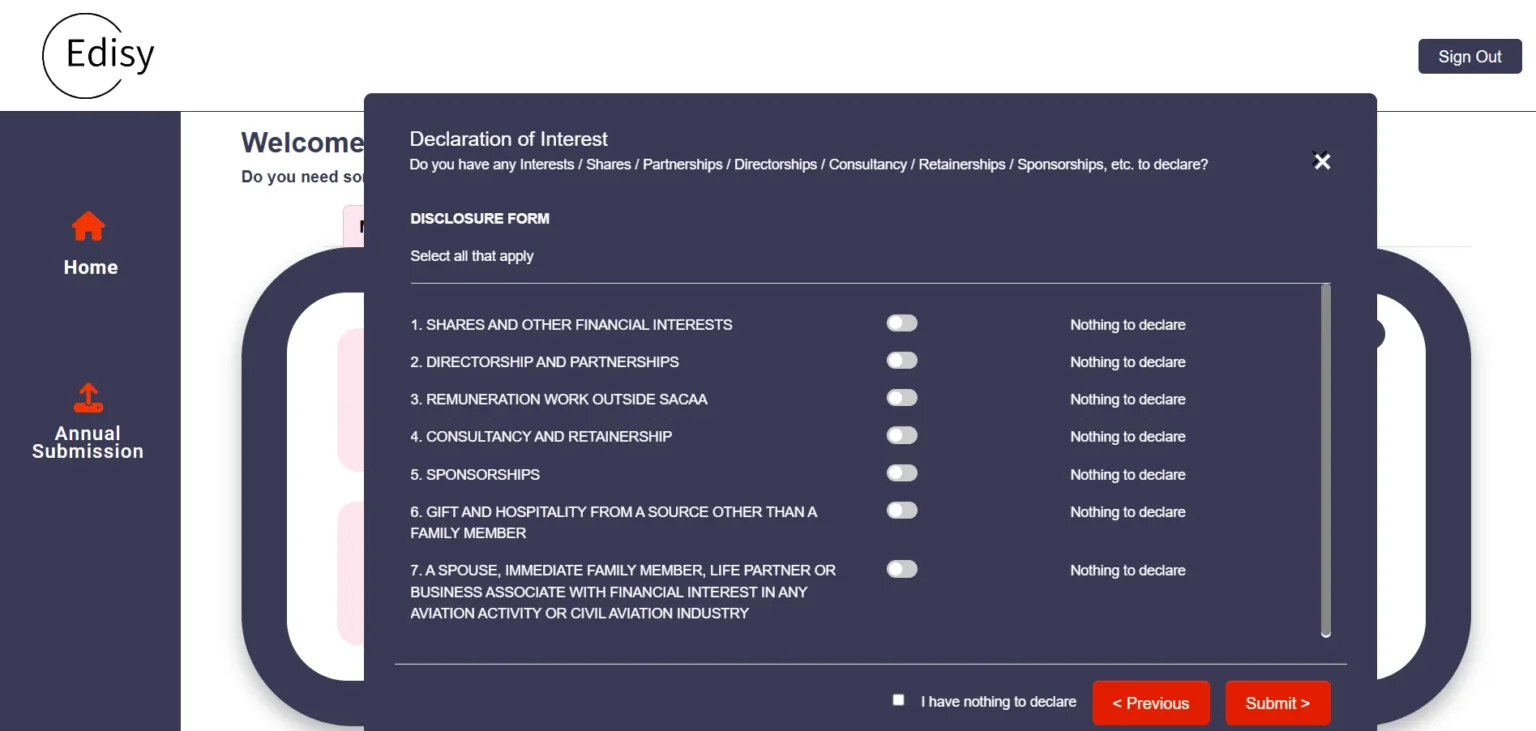 Edisy
Sign Out
Welcome
Do you need
Home
Annual
Submission
Declaration of Interest
Do you have any Interests / Shares / Partnerships / Directorships / Consultancy / Retainerships / Sponsorships, etc. to declare?
DISCLOSURE FORM
Select all that apply
1. SHARES AND OTHER FINANCIAL INTERESTS Nothing to declare
2. DIRECTORSHIP AND PARTNERSHIPS Nothing to declare
3. REMUNERATION WORK OUTSIDE SACAA Nothing to declare
4. CONSULTANCY AND RETAINERSHIP Nothing to declare
5. SPONSORSHIPS Nothing to declare
6. GIFT AND HOSPITALITY FROM A SOURCE OTHER THAN A Nothing to declare
FAMILY MEMBER
7. A SPOUSE, IMMEDIATE FAMILY MEMBER, LIFE PARTNER OR Nothing to declare
BUSINESS ASSOCIATE WITH FINANCIAL INTEREST IN ANY
AVIATION ACTIVITY OR CIVIL AVIATION INDUSTRY
I have nothing to declare
< Previous
Submit >